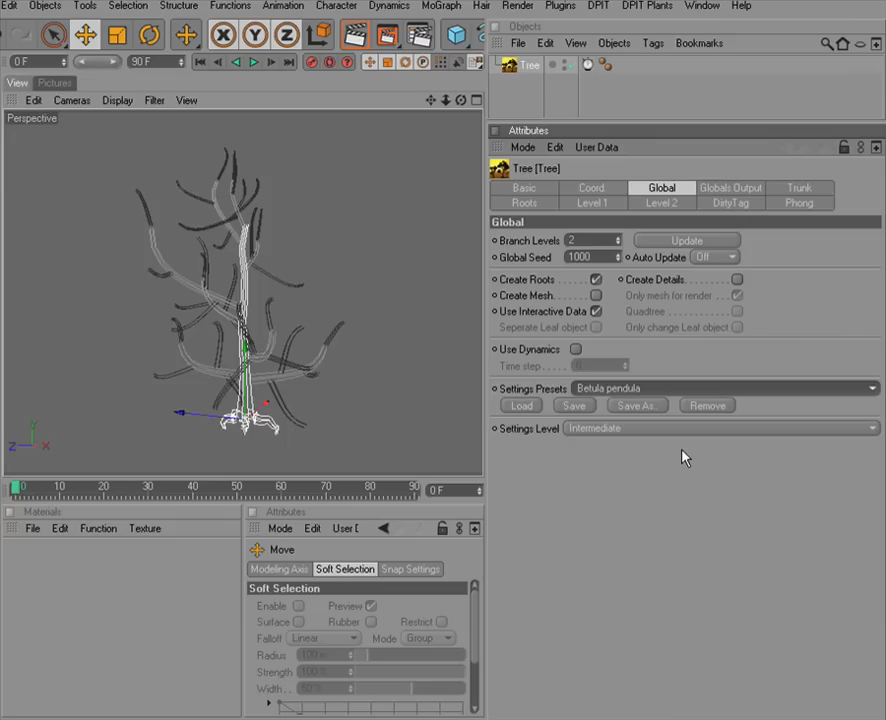 Edit Objects Tools Selection Structure Functions Animation Character Dynamics MoGraph Hair Render Plugins DPIT DPIT Plants Window Help
X Y Z
0 F 90 F
View Pictures
Edit Cameras Display Filter View
Perspective
Y
Z X
0 10 20 30 40 50 60 70 80 90 0 F
Materials
File Edit Function Texture
Attributes
Mode Edit User [
Move
Modeling Axis Soft Selection Snap Settings
Soft Selection
Enable Preview
Surface Rubber Restrict
Falloff Linear Mode Group
Radius 100 m
Strength 100 %
Width . . 50 %
Objects
File Edit View Objects Tags Bookmarks
Tree
Attributes
Mode Edit User Data
Tree [Tree]
Basic Coord. Global Globals Output Trunk
Roots Level 1 Level 2 DirtyTag Phong
Global
Branch Levels 2 Update
Global Seed 1000 Auto Update Off
Create Roots Create Details.
Create Mesh. Only mesh for render
Use Interactive Data Quadtree
Seperate Leaf object Only change Leaf object
Use Dynamics
Time step 6
Settings Presets Betula pendula
Load Save Save As.. Remove
Settings Level Intermediate